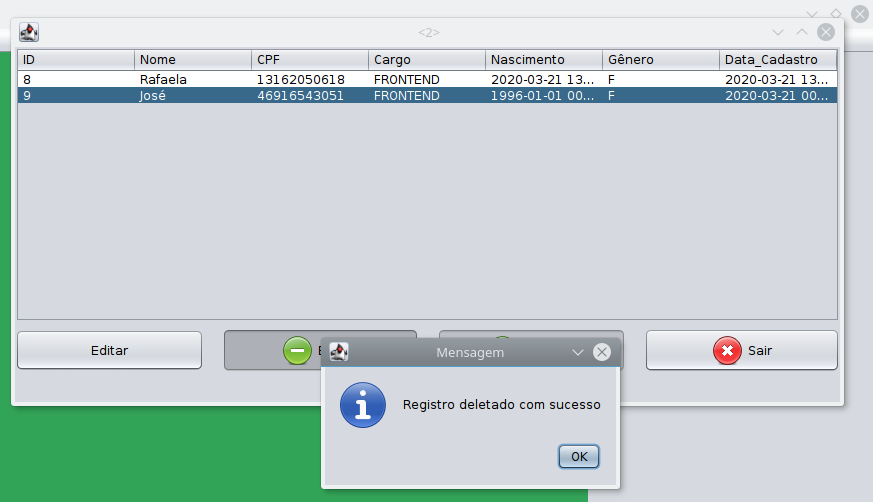 <2>
ID Nome CPF Cargo Nascimento Gênero Data_Cadastro
8 Rafaela 13162050618 FRONTEND 2020-03-21 13... F 2020-03-21 13...
9 José 46916543051 FRONTEND 1996-01-01 00... F 2020-03-21 00...
Editar Sair
Mensagem
Registro deletado com sucesso
OK